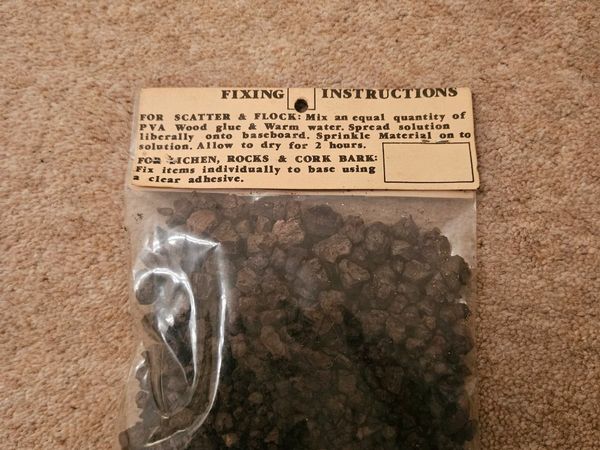 FIXING INSTRUCTIONS
FOR SCATTER & FLOCK: Mix an equal quantity of
PVA Wood glue & Warm water. Spread solution
liberally onto baseboard. Sprinkle Material on to
solution. Allow to dry for 2 hours.
FOR LICHEN, ROCKS & CORK BARK:
Fix items individually to base using
a clear adhesive.